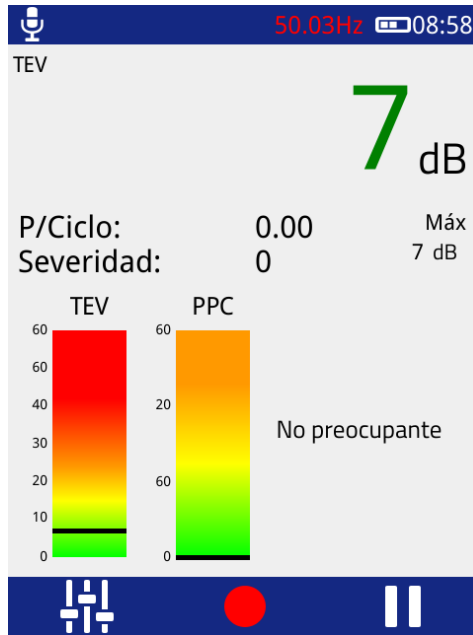 50.03Hz 08:58
TEV
7 dB
P/Ciclo: 0.00 Máx
Severidad: 0 7 dB
TEV PPC
60 60
60
40 20
30
No preocupante
20 60
10
0 0